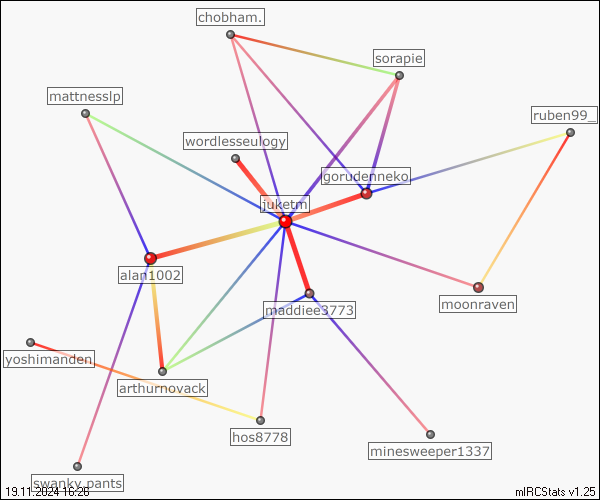 chobham.
sorapie
mattnesslp
ruben99_
wordlesseulogy
gorudenneko
juketm
alan1002
maddiee3773
moonraven
yoshimanden
arthurnovack
hos8778
minesweeper1337
swanky_pants
19.11.2024 16:26
mIRCStats v1.25